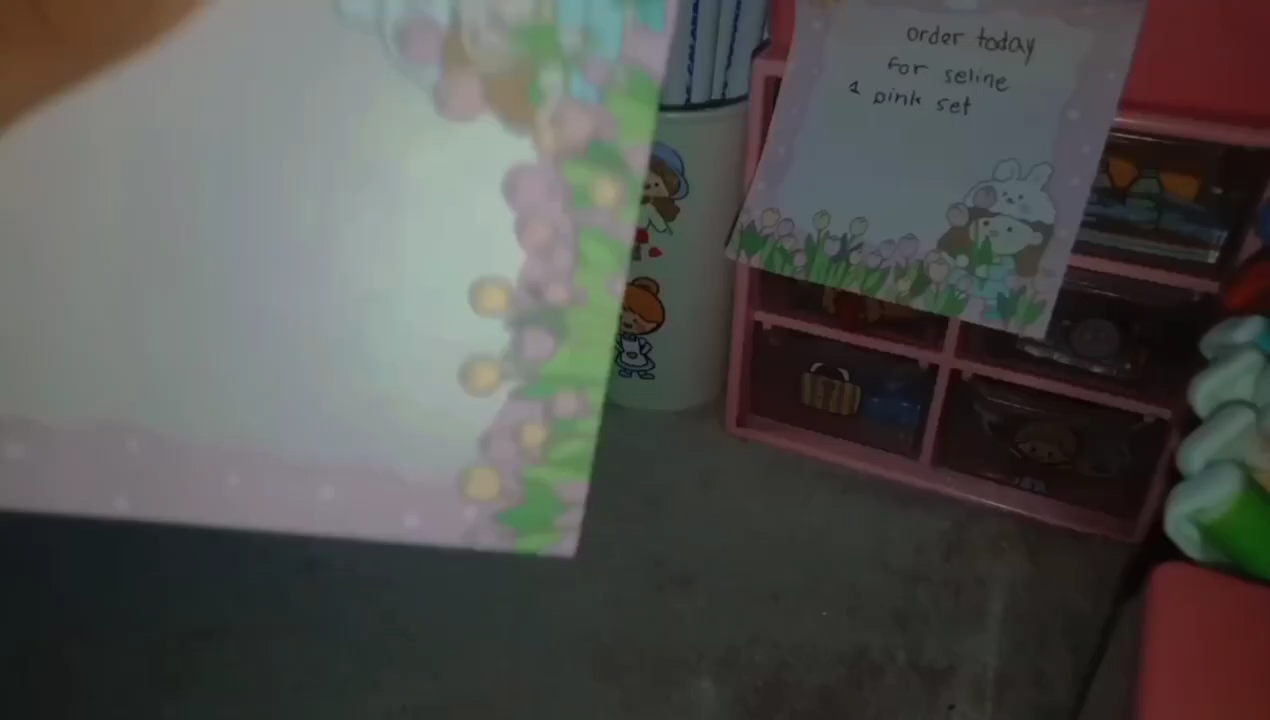 order today
for seline
1 pink set